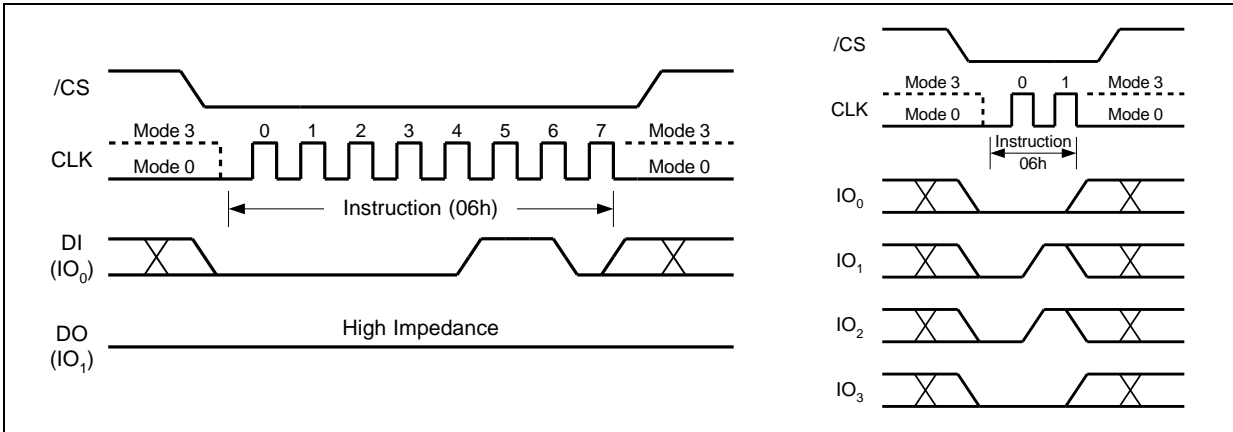 /CS
Mode 3 0 1 2 3 4 5 6 7 Mode 3
CLK
Mode 0 Mode 0
Instruction (06h)
DI
(IO0)
High Impedance
DO
(IO1)
/CS
Mode 3 0 1 Mode 3
CLK
Mode 0 Mode 0
Instruction
06h
IO0
IO1
IO2
IO3